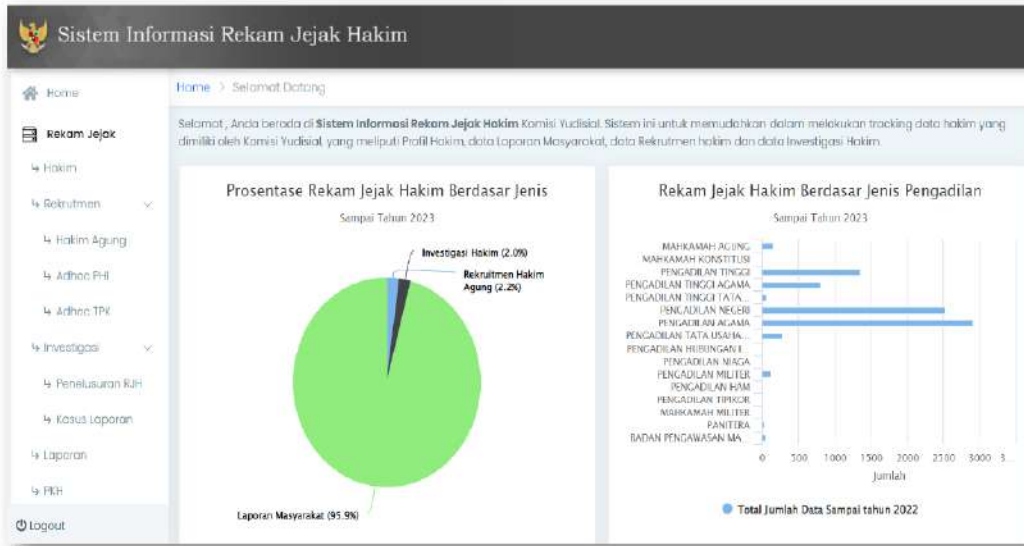 Sistem Informasi Rekam Jejak Hakim
Home
Rekam Jejak
Hakim
Rekrutmen
Hakim Agung
Adhoc PHI
Adhoc TPK
Investigasi
Penelusuran RJH
Kasus Laporan
Laporan
PKH
Logout
Home > Selamat Datang
Selamat , Anda berada di Sistem Informasi Rekam Jejak Hakim Komisi Yudisial. Sistem ini untuk memudahkan dalam melakukan tracking data hakim yang
dimiliki oleh Komisi Yudisial, yang meliputi Profil Hakim, data Laporan Masyarakat, data Rekrutmen hakim dan data Investigasi Hakim.
Prosentase Rekam Jejak Hakim Berdasar Jenis
Sampai Tahun 2023
Investigasi Hakim (2.0%)
Rekruitmen Hakim
Agung (2.2%)
Laporan Masyarakat (95.9%)
Rekam Jejak Hakim Berdasar Jenis Pengadilan
Sampai Tahun 2023
MAHKAMAH AGUNG
MAHKAMAH KONSTITUSI
PENGADILAN TINGGI
PENGADILAN TINGGI AGAMA
PENGADILAN TINGGI TATA...
PENGADILAN NEGERI
PENGADILAN AGAMA
PENGADILAN TATA USAHA...
PENGADILAN HUBUNGAN I...
PENGADILAN NIAGA
PENGADILAN MILITER
PENGADILAN HAM
PENGADILAN TIPIKOR
MAHKAMAH MILITER
PANITERA
BADAN PENGAWASAN MA...
0 500 1000 1500 2000 2500 3000 3...
Jumlah
Total Jumlah Data Sampai tahun 2022